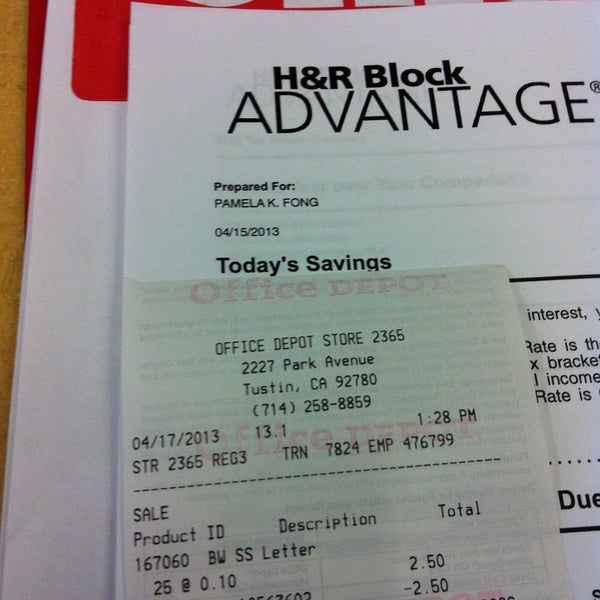 H&R Block
ADVANTAGE®
Prepared For:
PAMELA K. FONG
04/15/2013
Today's Savings
interest,
Rate is th
x bracket
l income
Rate is
Due
Office DEPOT
OFFICE DEPOT STORE 2365
2227 Park Avenue
Tustin, CA 92780
(714) 258-8859
04/17/2013 13.1 1:28 PM
STR 2365 REG3 TRN 7824 EMP 476799
SALE
Product ID Description Total
167060 BW SS Letter
25 @ 0.10 2.50
-2.50